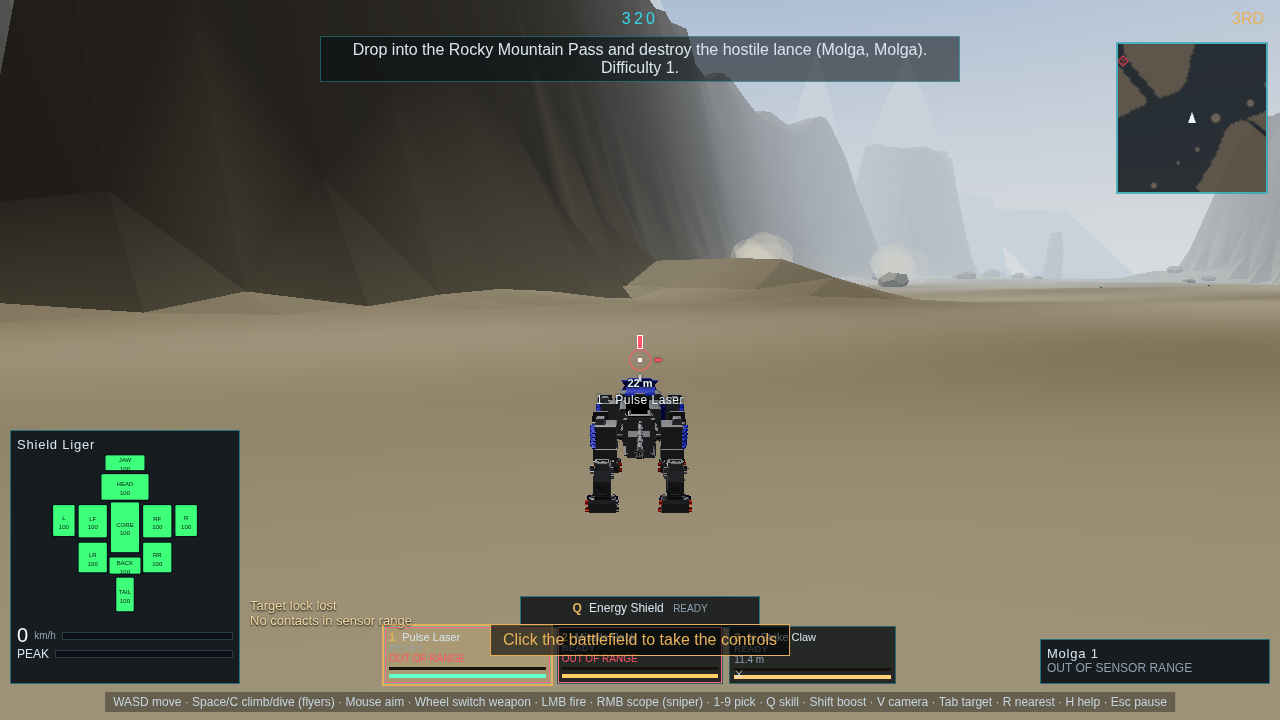 320
3RD
Drop into the Rocky Mountain Pass and destroy the hostile lance (Molga, Molga).
Difficulty 1.
22 m
1 · Pulse Laser
Shield Liger
JAW
100
HEAD
100
L
100
LF
100
CORE
100
RF
100
R
100
LR
100
BACK
100
RR
100
TAIL
100
0 km/h
PEAK
Target lock lost
No contacts in sensor range
Q Energy Shield READY
Click the battlefield to take the controls
1 Pulse Laser
OUT OF RANGE
READY
OUT OF RANGE
Claw
READY
11.4 m
Molga 1
OUT OF SENSOR RANGE
WASD move · Space/C climb/dive (flyers) · Mouse aim · Wheel switch weapon · LMB fire · RMB scope (sniper) · 1-9 pick · Q skill · Shift boost · V camera · Tab target · R nearest · H help · Esc pause